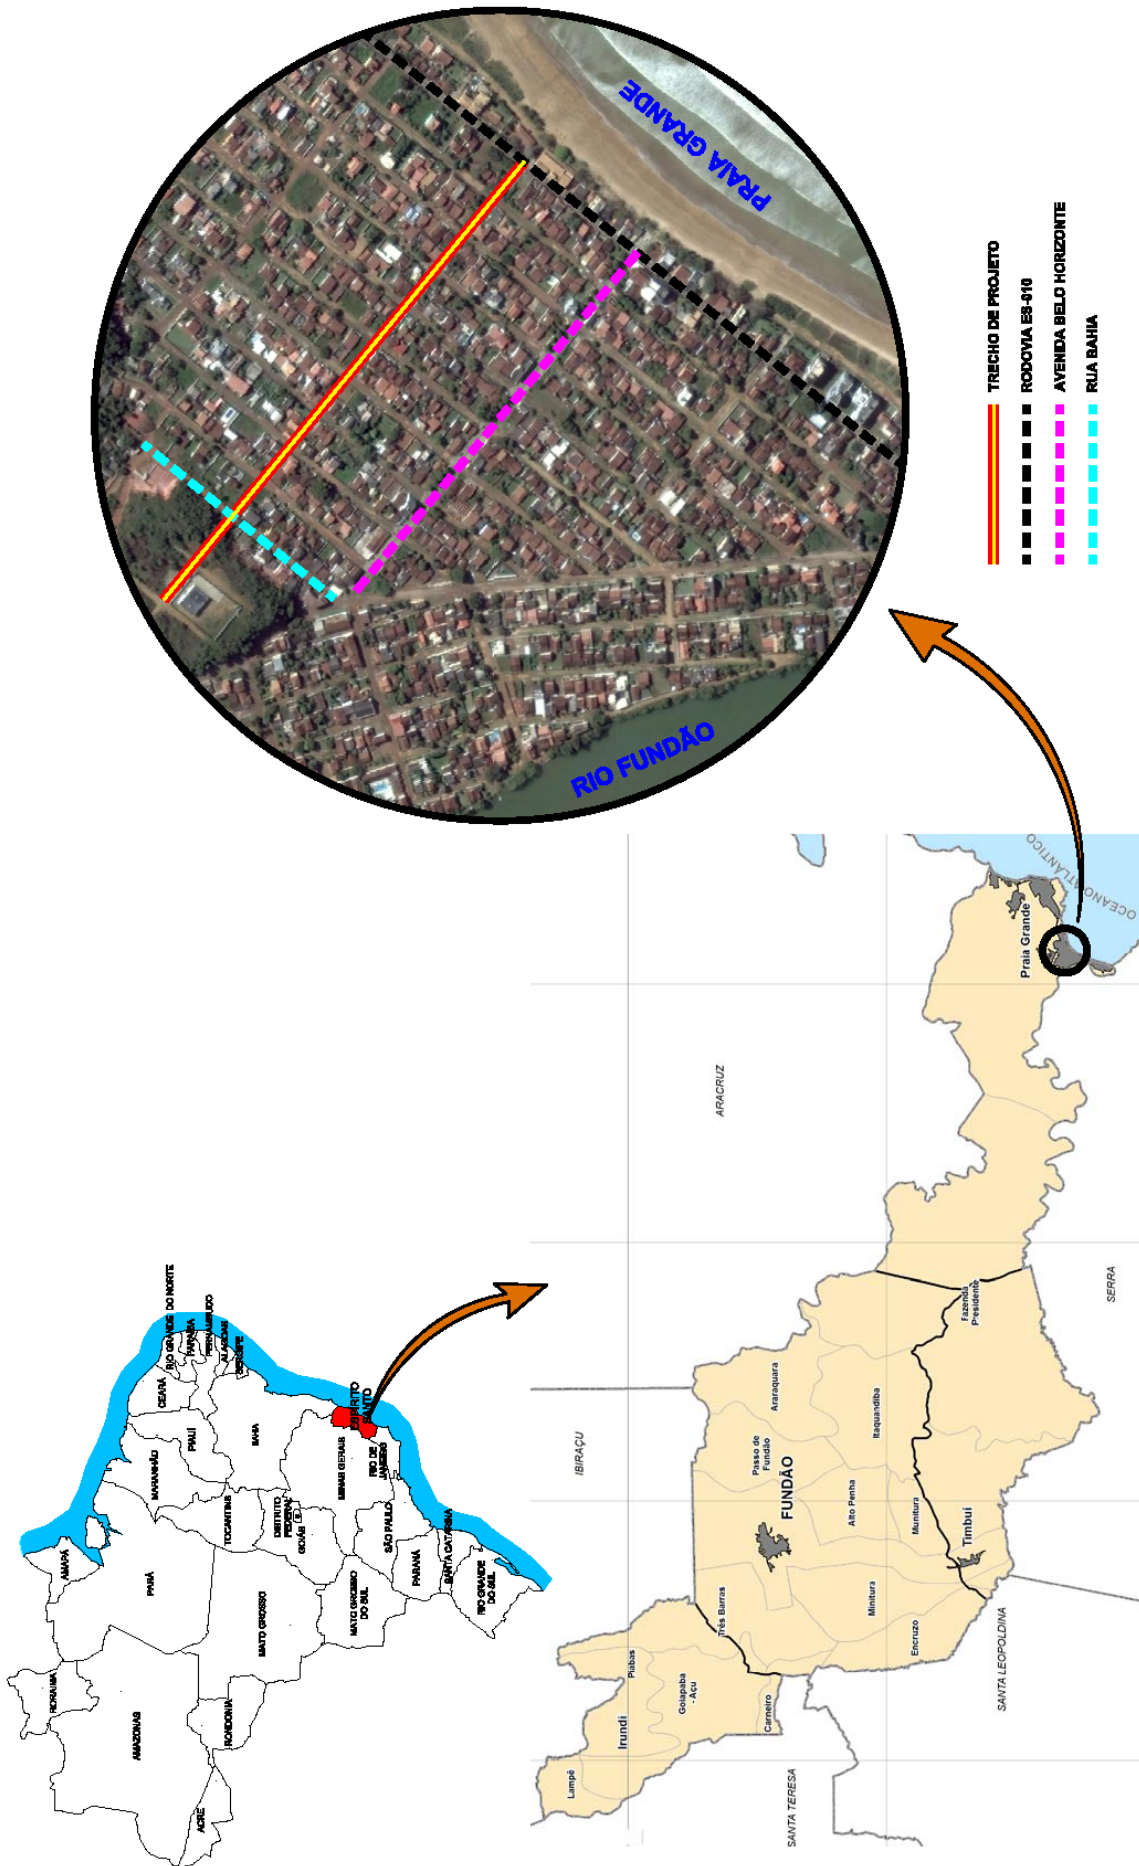 RORAIMA
AMAPÁ
AMAZONAS
PARÁ
MARANHÃO
CEARÁ
RIO GRANDE DO NORTE
PARAÍBA
PERNAMBUCO
ALAGOAS
SERGIPE
PIAUÍ
ACRE
RONDONIA
TOCANTINS
BAHIA
MATO GROSSO
DISTRITO
FEDERAL
GOIÁS
MINAS GERAIS
ESPIRITO
SANTO
MATO GROSSO
DO SUL
SÃO PAULO
RIO DE
JANEIRO
PARANÁ
SANTA CATARINA
RIO GRANDE
DO SUL
IBIRAÇU
ARACRUZ
Lampê
Irundi
Piabas
Goiapaba
- Açu
Três Barras
Carneiro
FUNDÃO
Passo de
Fundão
Araraquara
Alto Penha
Itaquandiba
Minitura
Munitura
Encruzo
Timbuí
Fazenda
Presidente
Praia Grande
OCEANO ATLÂNTICO
SANTA TERESA
SANTA LEOPOLDINA
SERRA
PRAIA GRANDE
RIO FUNDÃO
TRECHO DE PROJETO
RODOVIA ES-010
AVENIDA BELO HORIZONTE
RUA BAHIA